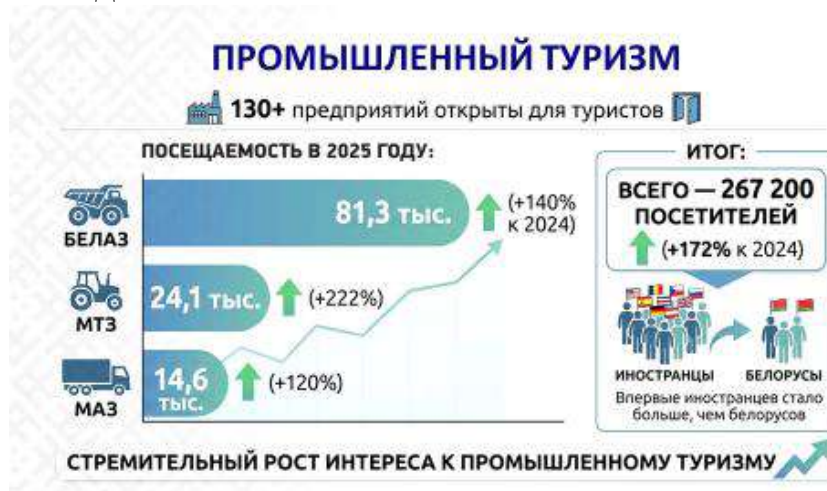 ПРОМЫШЛЕННЫЙ ТУРИЗМ
130+ предприятий открыты для туристов
ПОСЕЩАЕМОСТЬ В 2025 ГОДУ:
БЕЛАЗ
81,3 тыс.
(+140%
к 2024)
МТЗ
24,1 тыс.
(+222%)
МАЗ
14,6
тыс.
(+120%)
ИТОГ:
ВСЕГО — 267 200
ПОСЕТИТЕЛЕЙ
(+172% к 2024)
ИНОСТРАНЦЫ
БЕЛОРУСЫ
Впервые иностранцев стало
больше, чем белорусов
СТРЕМИТЕЛЬНЫЙ РОСТ ИНТЕРЕСА К ПРОМЫШЛЕННОМУ ТУРИЗМУ